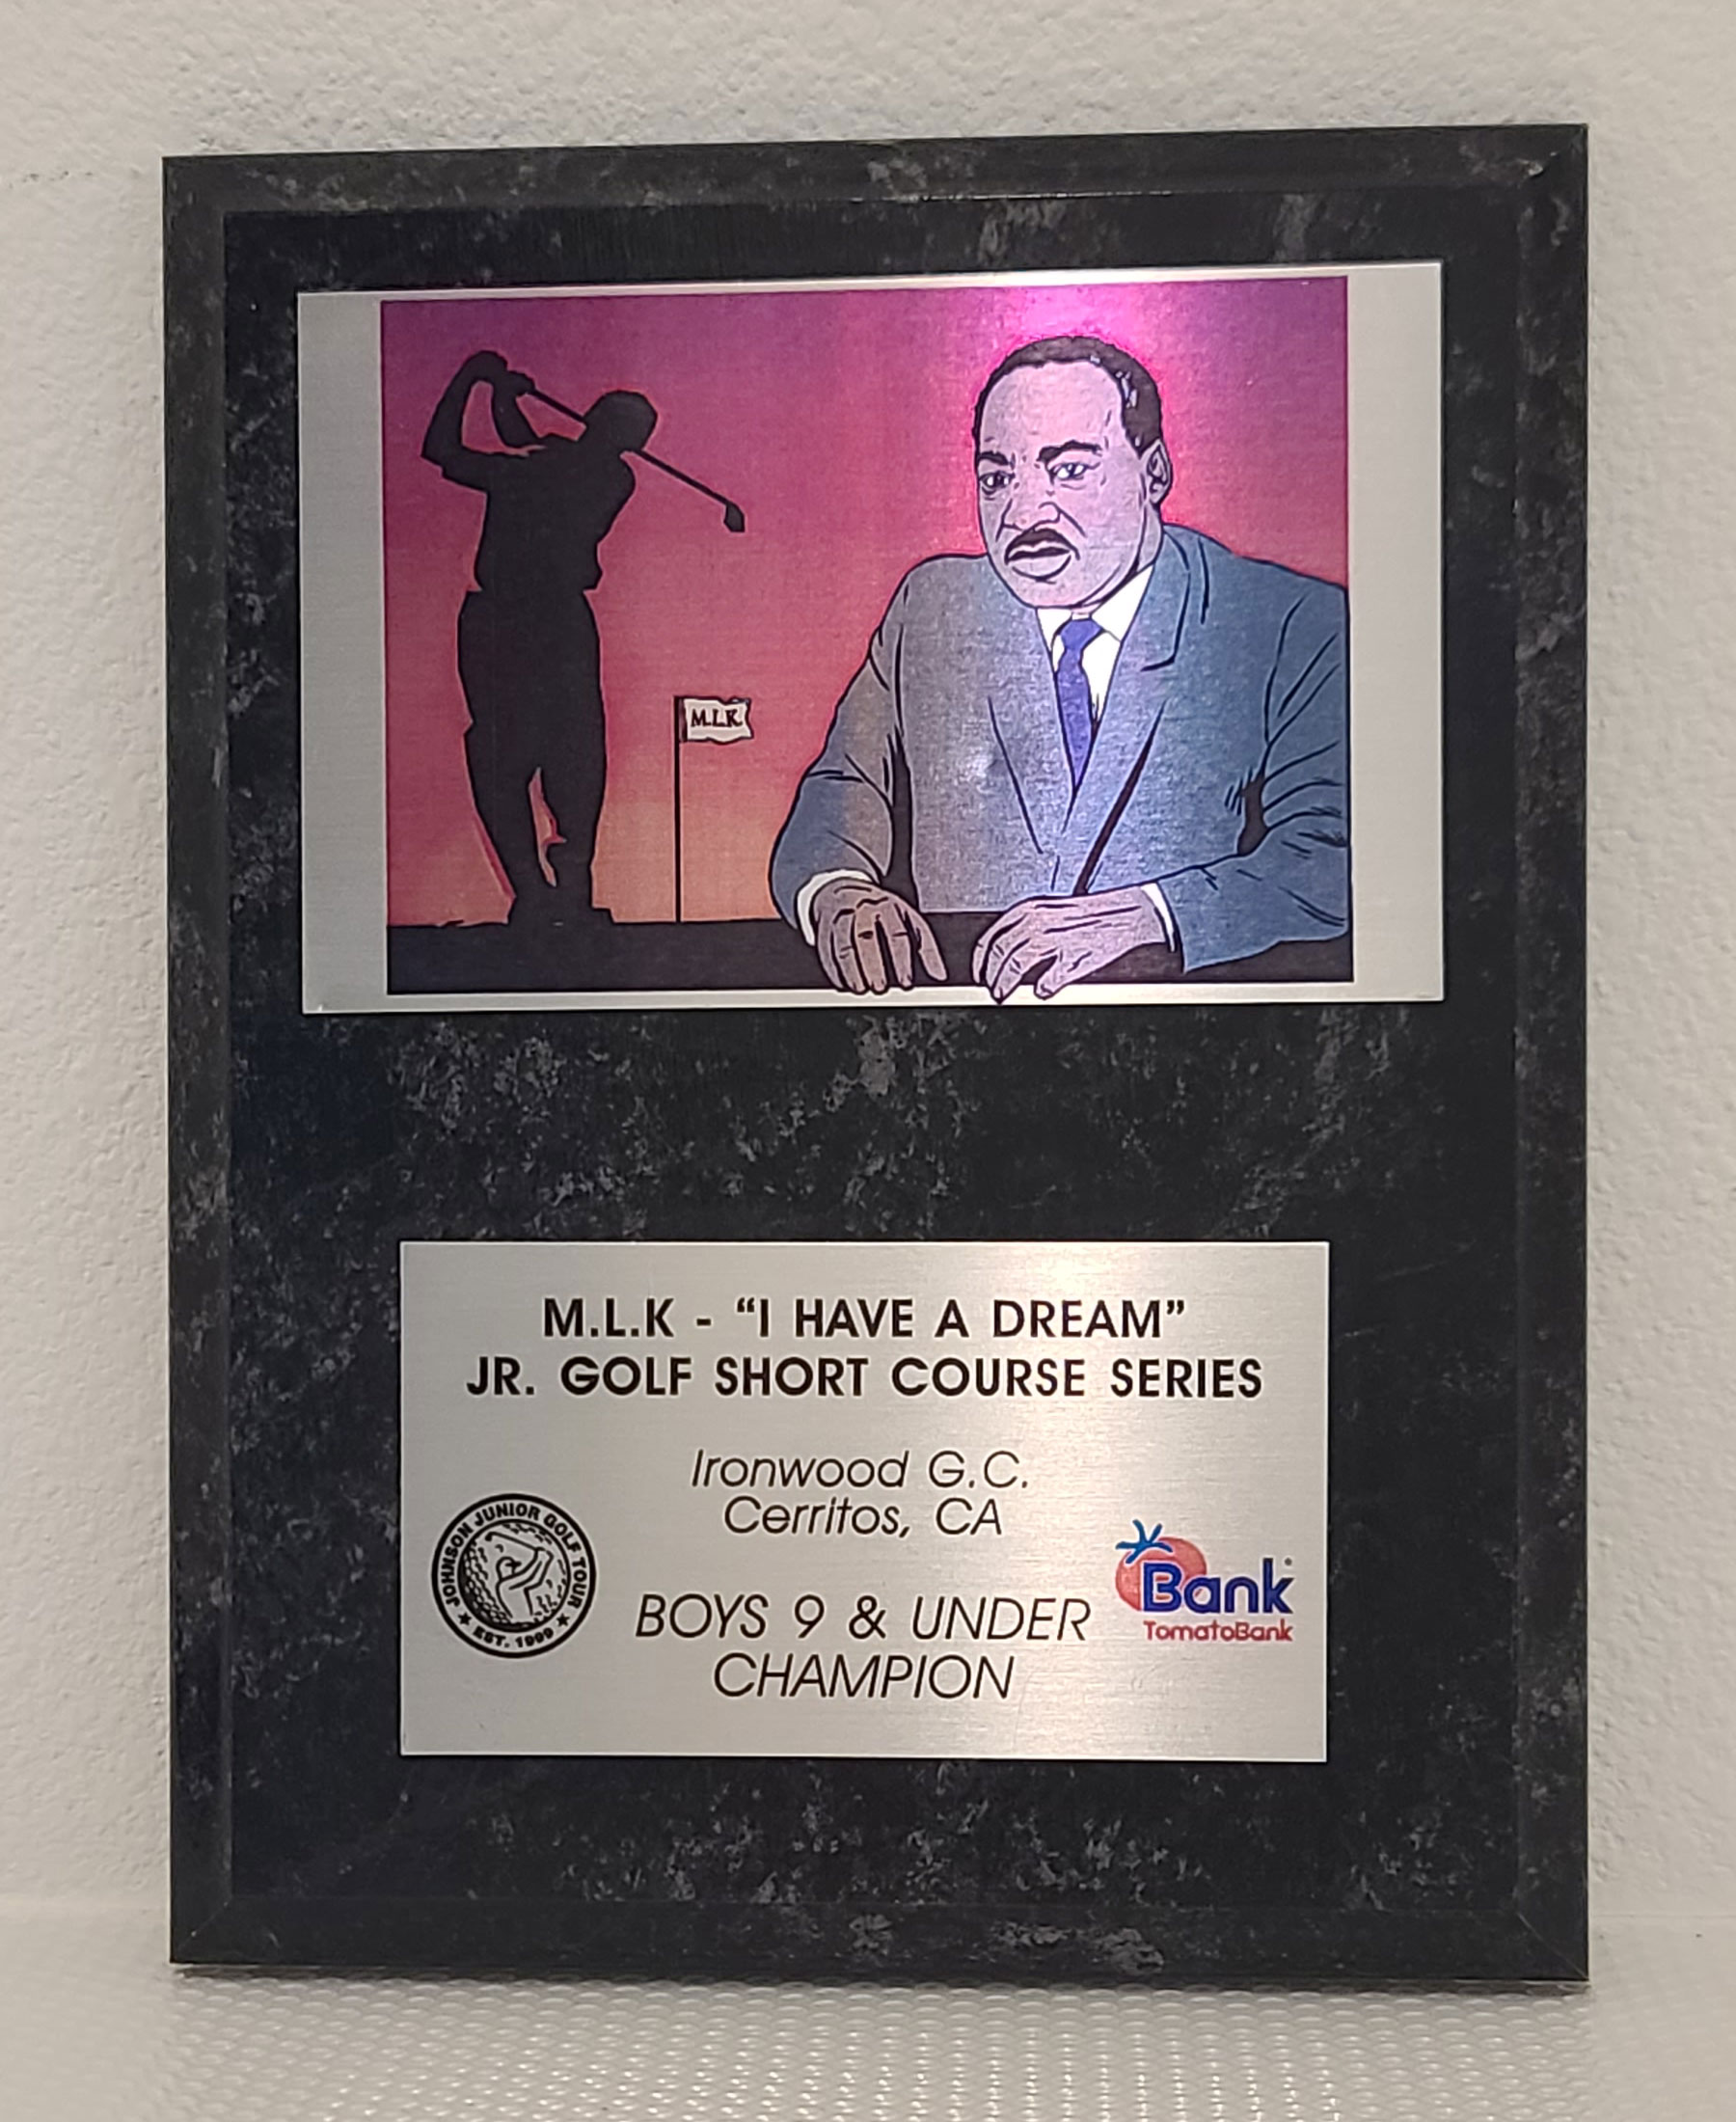 M.L.K
M.L.K - “I HAVE A DREAM”
JR. GOLF SHORT COURSE SERIES
Ironwood G.C.
Cerritos, CA
JOHNSON JUNIOR GOLF TOUR
★ EST. 1999 ★
BOYS 9 & UNDER
CHAMPION
Bank
TomatoBank